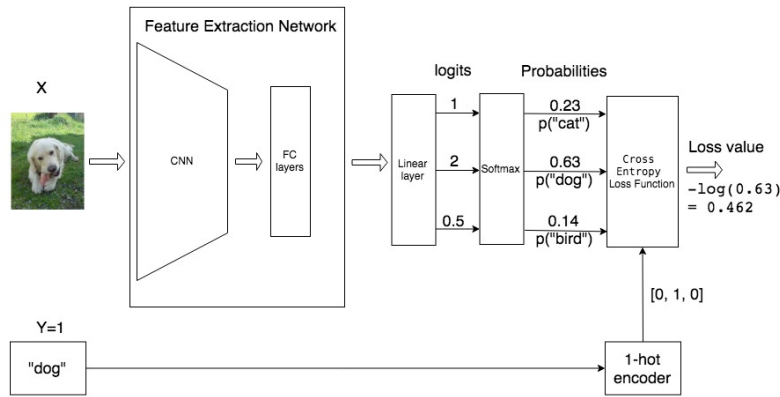 Feature Extraction Network
X
CNN
FC
layers
logits
Probabilities
Linear
layer
1
2
0.5
Softmax
0.23
p("cat")
0.63
p("dog")
0.14
p("bird")
Cross
Entropy
Loss Function
Loss value
-log(0.63)
= 0.462
[0, 1, 0]
Y=1
"dog"
1-hot
encoder